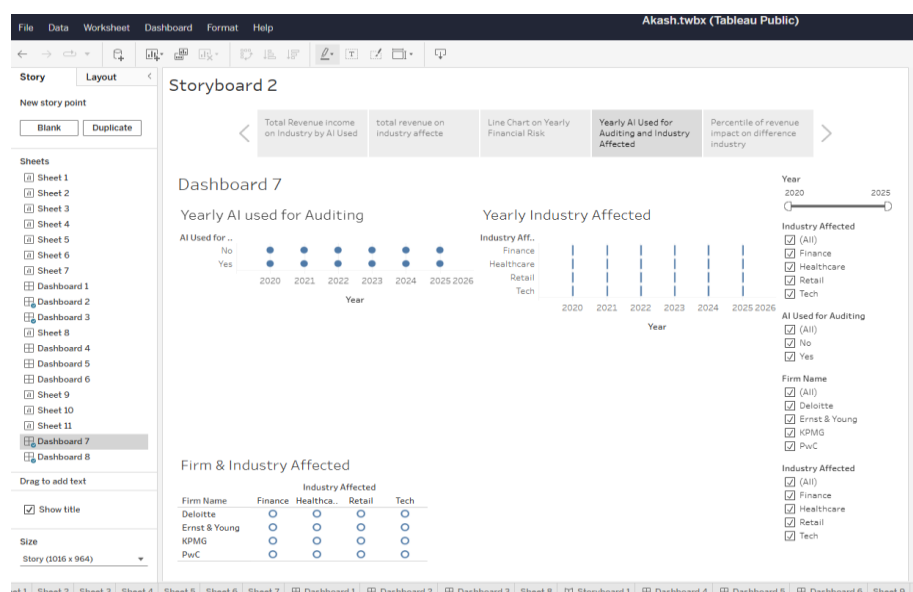 Akash.twbx (Tableau Public)
File Data Worksheet Dashboard Format Help
Story Layout
New story point
Blank Duplicate
Sheets
Sheet 1
Sheet 2
Sheet 3
Sheet 4
Sheet 5
Sheet 6
Sheet 7
Dashboard 1
Dashboard 2
Dashboard 3
Sheet 8
Dashboard 4
Dashboard 5
Dashboard 6
Sheet 9
Sheet 10
Sheet 11
Dashboard 7
Dashboard 8
Drag to add text
Show title
Size
Story (1016 x 964)
Storyboard 2
Total Revenue Income
on Industry by AI Used
total revenue on
industry affecte
Line Chart on Yearly
Financial Risk
Yearly AI Used for
Auditing and Industry
Affected
Percentile of revenue
impact on difference
industry
Dashboard 7
Yearly AI used for Auditing
AI Used for ..
No
Yes
2020 2021 2022 2023 2024 2025 2026
Year
Yearly Industry Affected
Industry Aff..
Finance
Healthcare
Retail
Tech
2020 2021 2022 2023 2024 2025 2026
Year
Firm & Industry Affected
Industry Affected
Firm Name Finance Healthca.. Retail Tech
Deloitte
Ernst & Young
KPMG
PwC
Year
2020 2025
Industry Affected
(All)
Finance
Healthcare
Retail
Tech
AI Used for Auditing
(All)
No
Yes
Firm Name
(All)
Deloitte
Ernst & Young
KPMG
PwC
Industry Affected
(All)
Finance
Healthcare
Retail
Tech